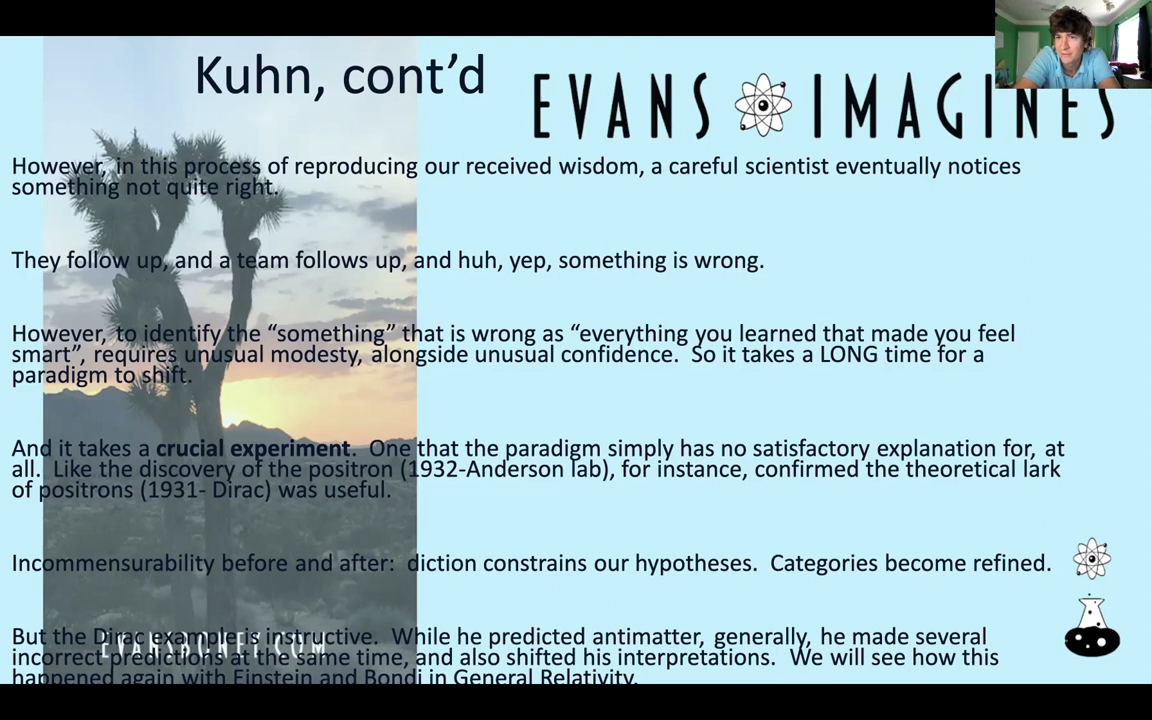 Kuhn, cont’d
EVANS IMAGINES
However, in this process of reproducing our received wisdom, a careful scientist eventually notices
something not quite right.
They follow up, and a team follows up, and huh, yep, something is wrong.
However, to identify the “something” that is wrong as “everything you learned that made you feel
smart”, requires unusual modesty, alongside unusual confidence.  So it takes a LONG time for a
paradigm to shift.
And it takes a crucial experiment.  One that the paradigm simply has no satisfactory explanation for, at
all.  Like the discovery of the positron (1932-Anderson lab), for instance, confirmed the theoretical lark
of positrons (1931- Dirac) was useful.
Incommensurability before and after:  diction constrains our hypotheses.  Categories become refined.
But the Dirac example is instructive.  While he predicted antimatter, generally, he made several
incorrect predictions at the same time, and also shifted his interpretations.  We will see how this
happened again with Einstein and Bondi in General Relativity.
EVANSBONEY.COM